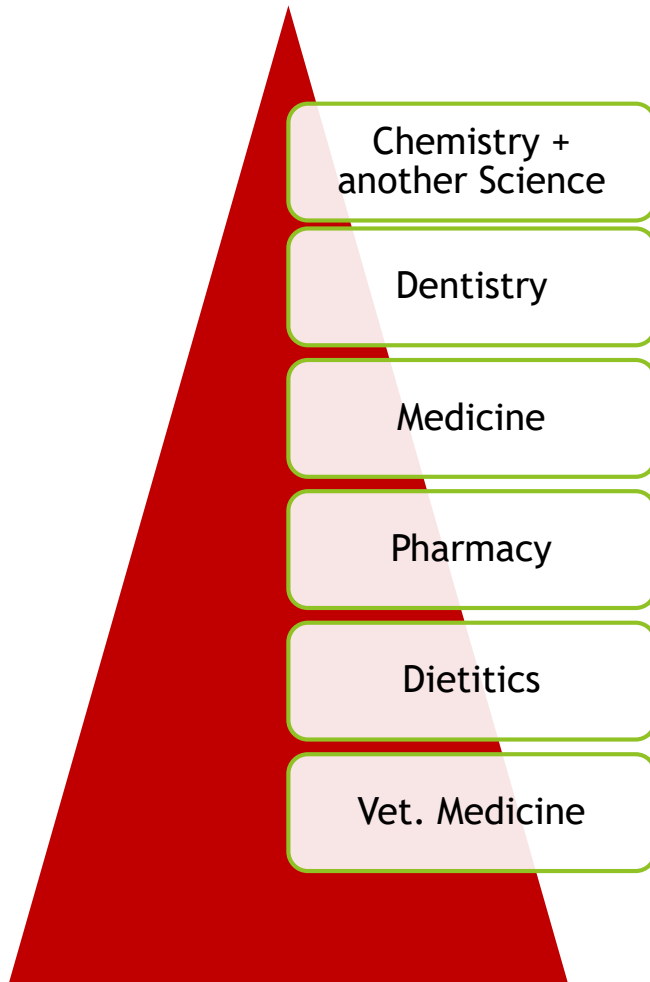 Chemistry +
another Science
Dentistry
Medicine
Pharmacy
Dietitics
Vet. Medicine